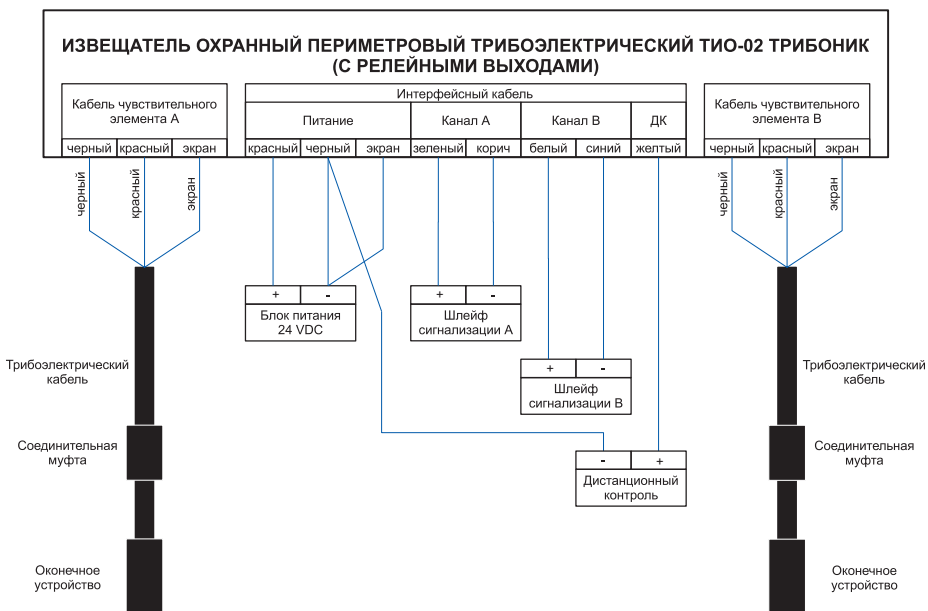 ИЗВЕЩАТЕЛЬ ОХРАННЫЙ ПЕРИМЕТРОВЫЙ ТРИБОЭЛЕКТРИЧЕСКИЙ ТИО-02 ТРИБОНИК
(С РЕЛЕЙНЫМИ ВЫХОДАМИ)
Кабель чувствительного
элемента А
черный красный экран
Интерфейсный кабель
Питание Канал А Канал В ДК
красный черный экран зеленый корич белый синий желтый
Кабель чувствительного
элемента В
черный красный экран
черный
красный
экран
черный
красный
экран
+ -
Блок питания
24 VDC
+ -
Шлейф
сигнализации А
+ -
Шлейф
сигнализации В
- +
Дистанционный
контроль
Трибоэлектрический
кабель
Соединительная
муфта
Оконечное
устройство
Трибоэлектрический
кабель
Соединительная
муфта
Оконечное
устройство